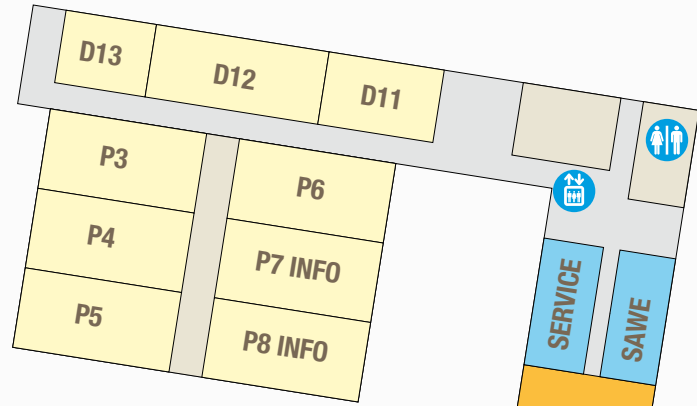 D13
D12
D11
P3
P6
P4
P7 INFO
P5
P8 INFO
SERVICE
SAWE